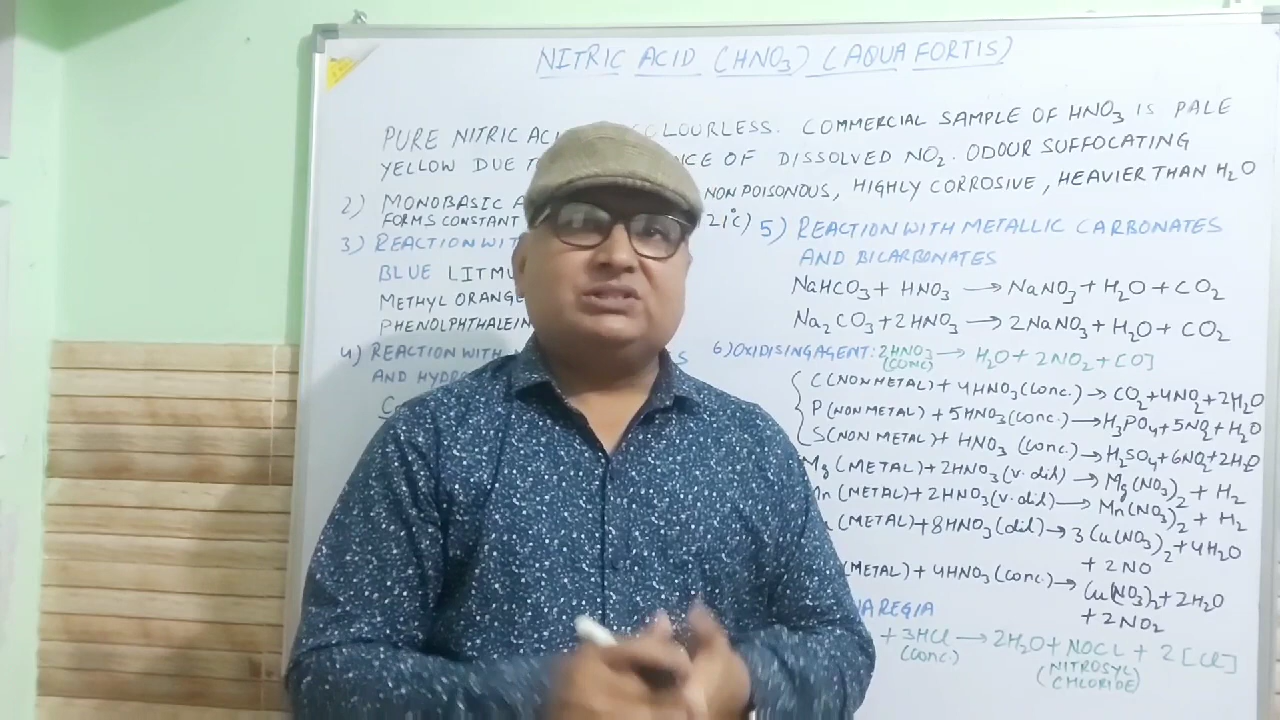 NITRIC ACID (HNO3) (AQUA FORTIS)
PURE NITRIC COLOURLESS. COMMERCIAL SAMPLE OF HNO3 IS PALE
YELLOW DUE OF DISSOLVED NO2. ODOUR SUFFOCATING
NON POISONOUS, HIGHLY CORROSIVE, HEAVIER THAN H2O
2) MONOBASIC
FORMS CONSTANT 121°C)
3) REACTION
BLUE
METHYL ORANGE
PHENOLPHTHALEIN
4) REACTION WITH
AND
5) REACTION WITH METALLIC CARBONATES
AND BICARBONATES
NaHCO3 + HNO3 → NaNO3 + H2O + CO2
Na2CO3 + 2HNO3 → 2NaNO3 + H2O + CO2
6) OXIDISING AGENT: 2HNO3 → H2O + 2NO2 + [O]
(CONC)
C (NON METAL) + 4HNO3 (conc.) → CO2 + 4NO2 + 2H2O
P (NON METAL) + 5HNO3 (conc.) → H3PO4 + 5NO2 + H2O
S (NON METAL) + HNO3 (conc.) → H2SO4 + 6NO2 + 2H2O
Mg (METAL) + 2HNO3 (v. dil) → Mg(NO3)2 + H2
Mn (METAL) + 2HNO3 (v. dil) → Mn(NO3)2 + H2
(METAL) + 8HNO3 (dil) → 3Cu(NO3)2 + 4H2O
+ 2NO
(METAL) + 4HNO3 (conc.) → Cu(NO3)2 + 2H2O
+ 2NO2
REGIA
+ 3HCl → 2H2O + NOCl + 2[Cl]
(conc.) (NITROSYL
CHLORIDE)